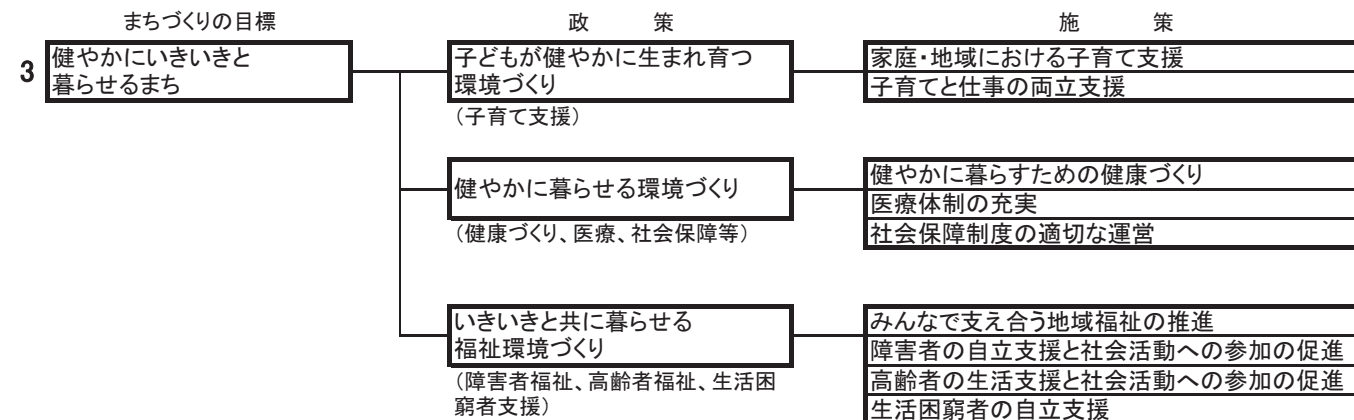 まちづくりの目標
政 策
施 策
3
健やかにいきいきと
暮らせるまち
子どもが健やかに生まれ育つ
環境づくり
(子育て支援)
家庭・地域における子育て支援
子育てと仕事の両立支援
健やかに暮らせる環境づくり
(健康づくり、医療、社会保障等)
健やかに暮らすための健康づくり
医療体制の充実
社会保障制度の適切な運営
いきいきと共に暮らせる
福祉環境づくり
(障害者福祉、高齢者福祉、生活困
窮者支援)
みんなで支え合う地域福祉の推進
障害者の自立支援と社会活動への参加の促進
高齢者の生活支援と社会活動への参加の促進
生活困窮者の自立支援